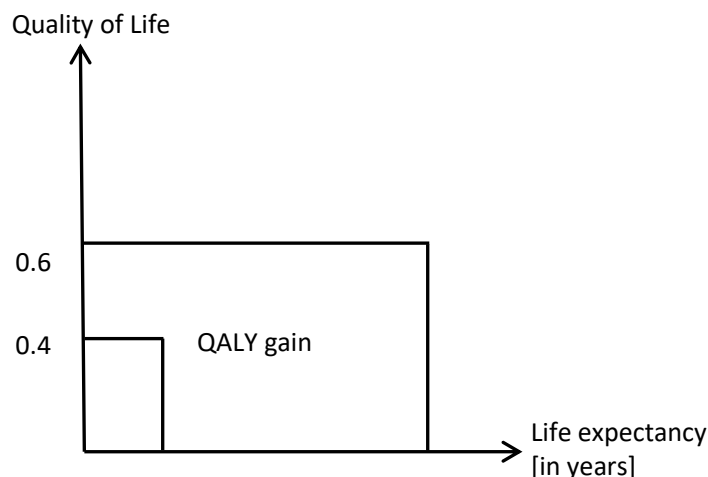 Quality of Life
0.6
0.4
QALY gain
Life expectancy
[in years]